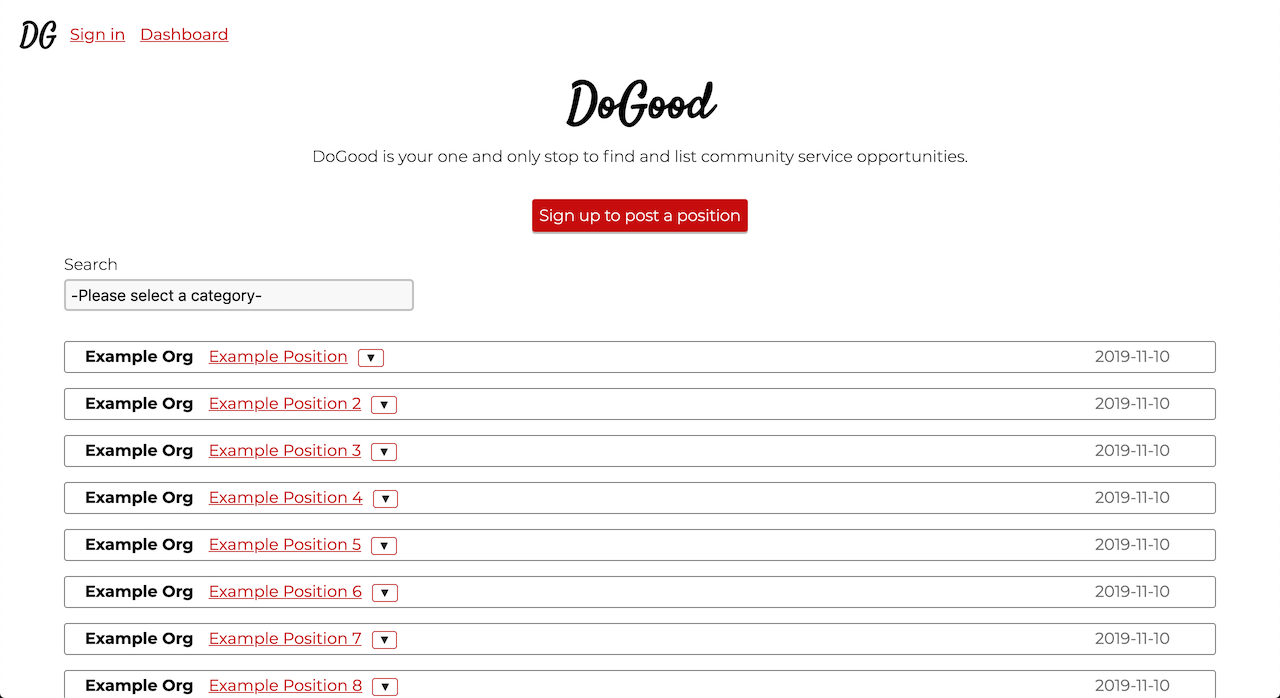 DG Sign in Dashboard
DoGood
DoGood is your one and only stop to find and list community service opportunities.
Sign up to post a position
Search
-Please select a category-
Example Org Example Position ▼ 2019-11-10
Example Org Example Position 2 ▼ 2019-11-10
Example Org Example Position 3 ▼ 2019-11-10
Example Org Example Position 4 ▼ 2019-11-10
Example Org Example Position 5 ▼ 2019-11-10
Example Org Example Position 6 ▼ 2019-11-10
Example Org Example Position 7 ▼ 2019-11-10
Example Org Example Position 8 ▼ 2019-11-10